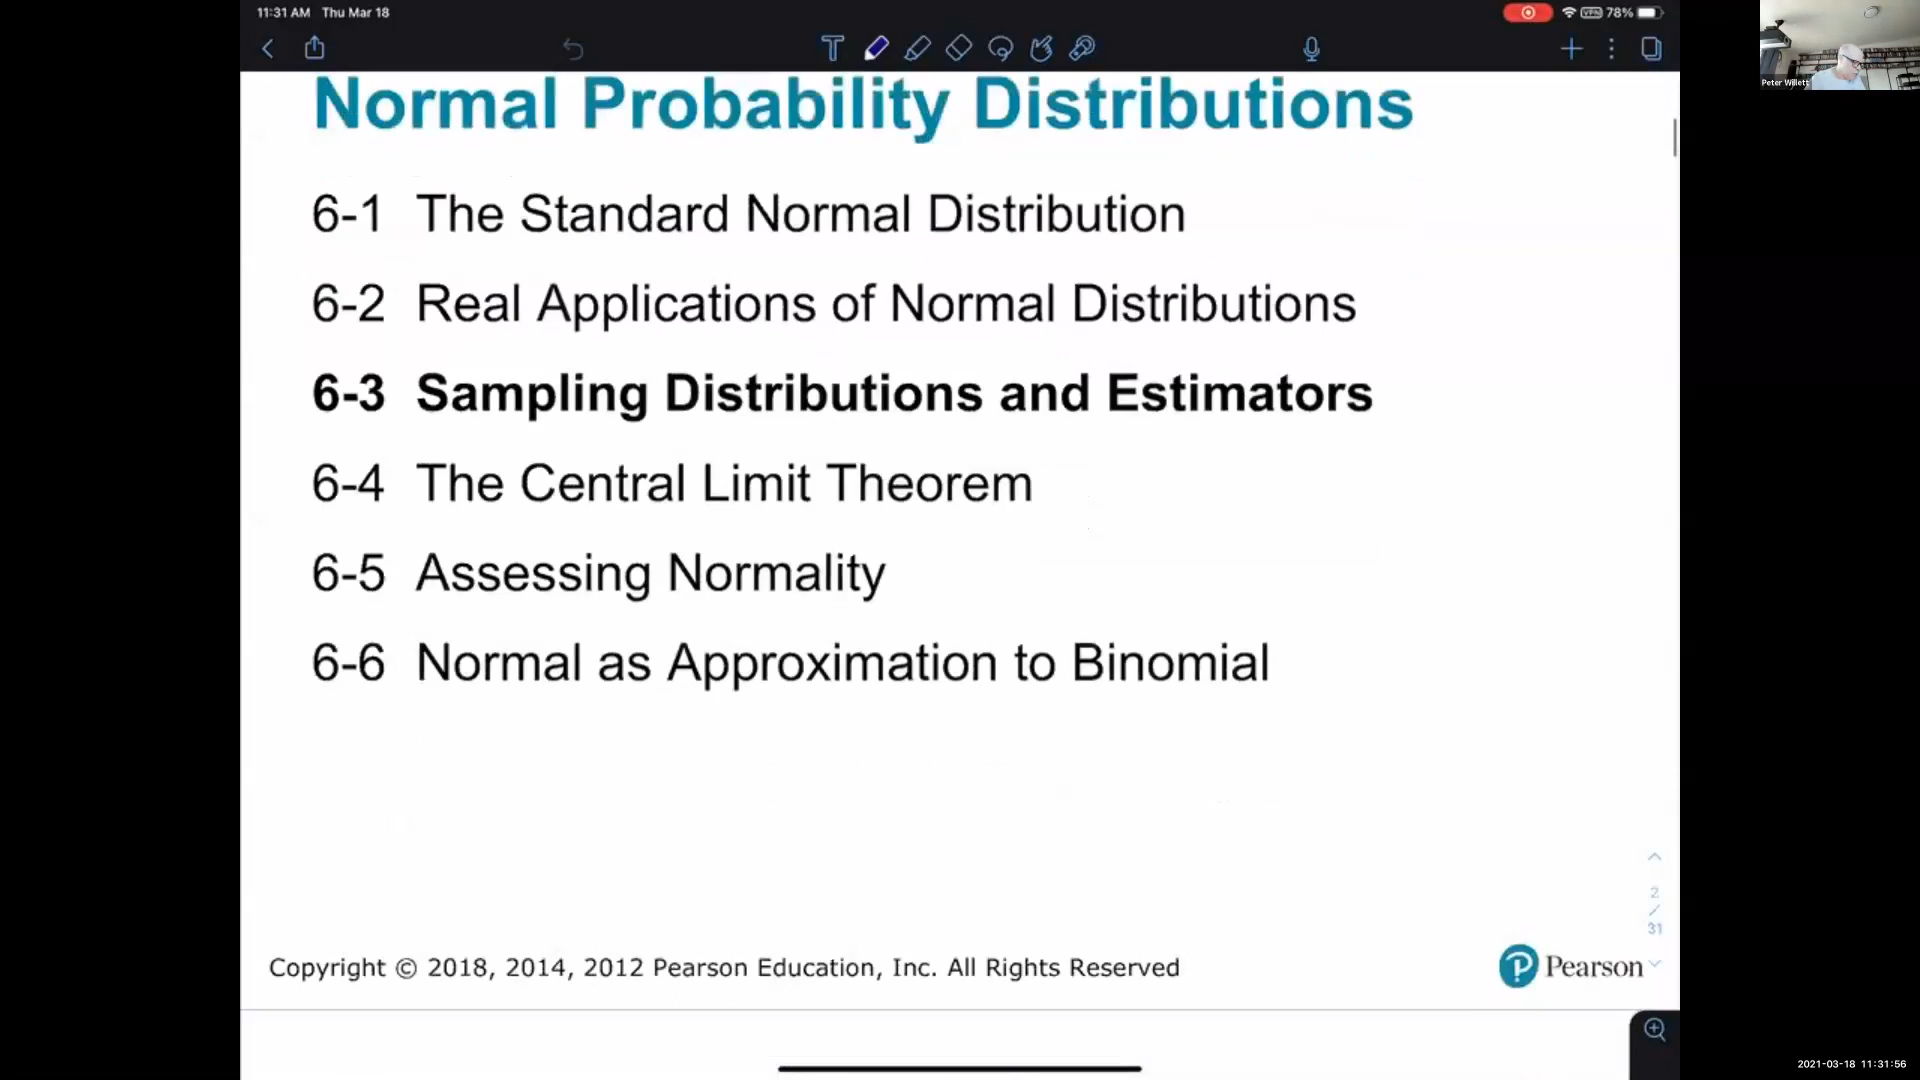 11:31 AM Thu Mar 18
VPN 78%
Peter Willett
Normal Probability Distributions
6-1 The Standard Normal Distribution
6-2 Real Applications of Normal Distributions
6-3 Sampling Distributions and Estimators
6-4 The Central Limit Theorem
6-5 Assessing Normality
6-6 Normal as Approximation to Binomial
2
/
31
Copyright © 2018, 2014, 2012 Pearson Education, Inc. All Rights Reserved
Pearson
2021-03-18 11:31:56